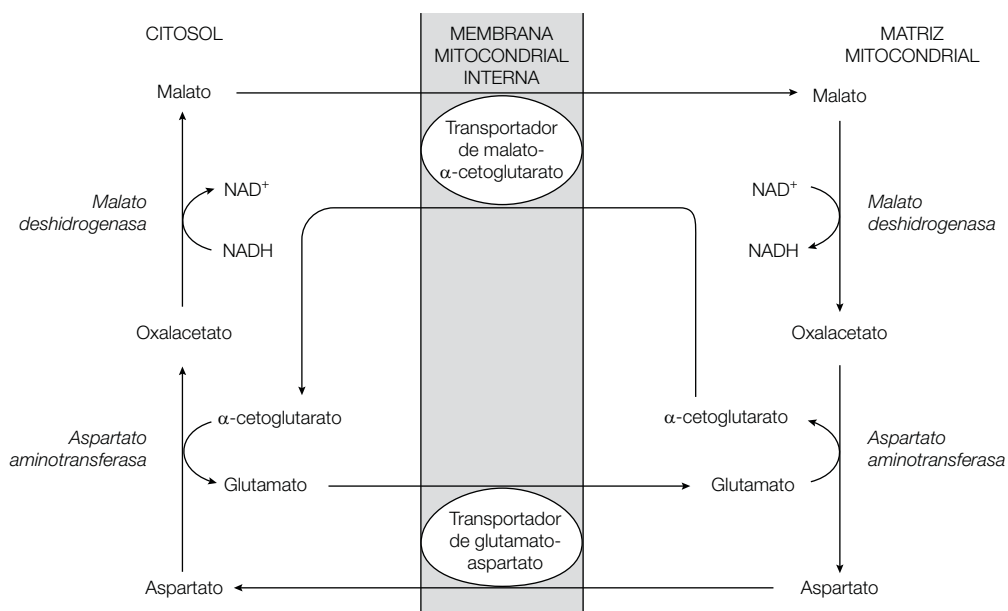 CITOSOL
MEMBRANA
MITOCONDRIAL
INTERNA
MATRIZ
MITOCONDRIAL
Malato
Malato
Transportador
de malato-
α-cetoglutarato
NAD⁺
NADH
Malato
deshidrogenasa
NAD⁺
NADH
Malato
deshidrogenasa
Oxalacetato
Oxalacetato
α-cetoglutarato
α-cetoglutarato
Aspartato
aminotransferasa
Aspartato
aminotransferasa
Glutamato
Glutamato
Transportador
de glutamato-
aspartato
Aspartato
Aspartato